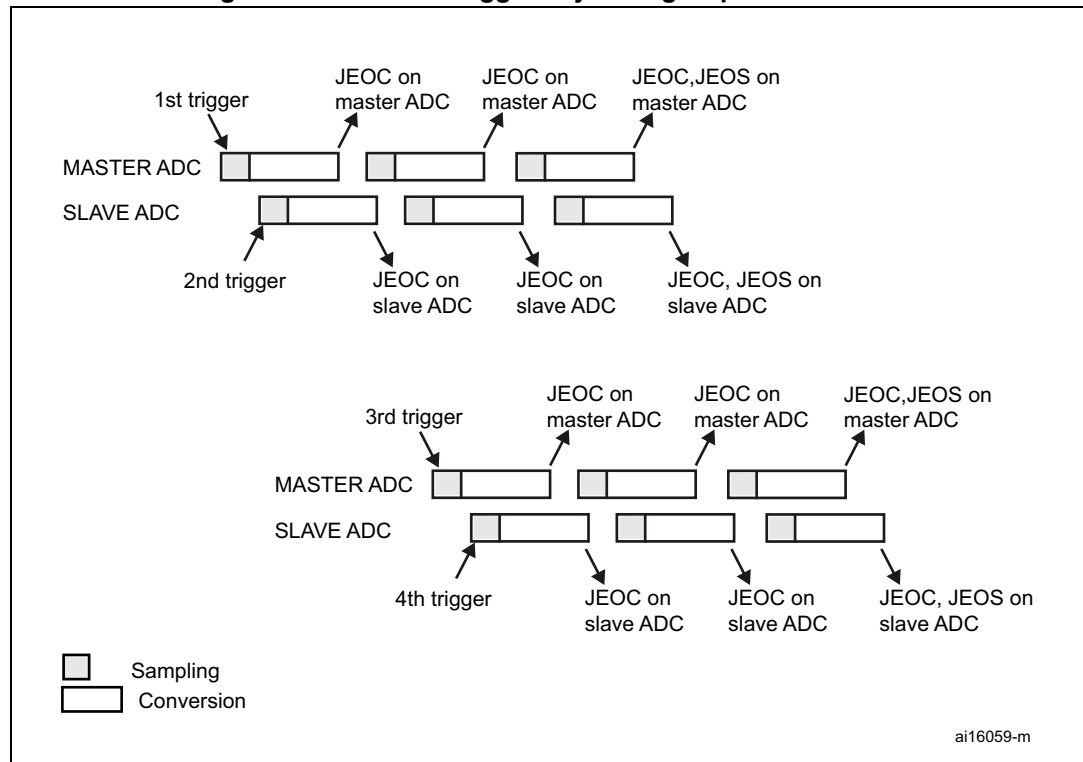 JEOC on
master ADC
JEOC on
master ADC
JEOC,JEOS on
master ADC
1st trigger
MASTER ADC
SLAVE ADC
2nd trigger
JEOC on
slave ADC
JEOC on
slave ADC
JEOC, JEOS on
slave ADC
JEOC on
master ADC
JEOC on
master ADC
JEOC,JEOS on
master ADC
3rd trigger
MASTER ADC
SLAVE ADC
4th trigger
JEOC on
slave ADC
JEOC on
slave ADC
JEOC, JEOS on
slave ADC
Sampling
Conversion
ai16059-m